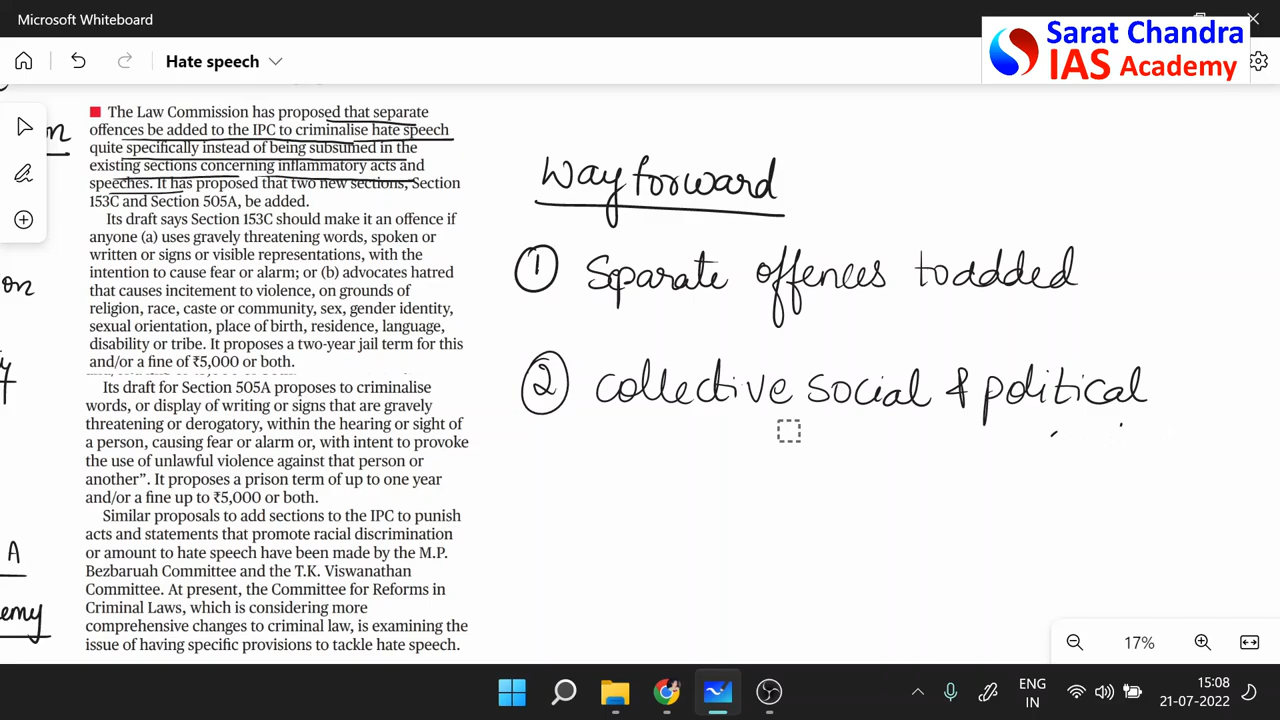 Microsoft Whiteboard
Sarat Chandra
IAS Academy
Hate speech
The Law Commission has proposed that separate
offences be added to the IPC to criminalise hate speech
quite specifically instead of being subsumed in the
existing sections concerning inflammatory acts and
speeches. It has proposed that two new sections, Section
153C and Section 505A, be added.
Its draft says Section 153C should make it an offence if
anyone (a) uses gravely threatening words, spoken or
written or signs or visible representations, with the
intention to cause fear or alarm; or (b) advocates hatred
that causes incitement to violence, on grounds of
religion, race, caste or community, sex, gender identity,
sexual orientation, place of birth, residence, language,
disability or tribe. It proposes a two-year jail term for this
and/or a fine of ₹5,000 or both.
Its draft for Section 505A proposes to criminalise
words, or display of writing or signs that are gravely
threatening or derogatory, within the hearing or sight of
a person, causing fear or alarm or, with intent to provoke
the use of unlawful violence against that person or
another”. It proposes a prison term of up to one year
and/or a fine up to ₹5,000 or both.
Similar proposals to add sections to the IPC to punish
acts and statements that promote racial discrimination
or amount to hate speech have been made by the M.P.
Bezbaruah Committee and the T.K. Viswanathan
Committee. At present, the Committee for Reforms in
Criminal Laws, which is considering more
comprehensive changes to criminal law, is examining the
issue of having specific provisions to tackle hate speech.
on
A
Way forward
① Separate offences to added
② collective social & political
17%
ENG
IN
15:08
21-07-2022